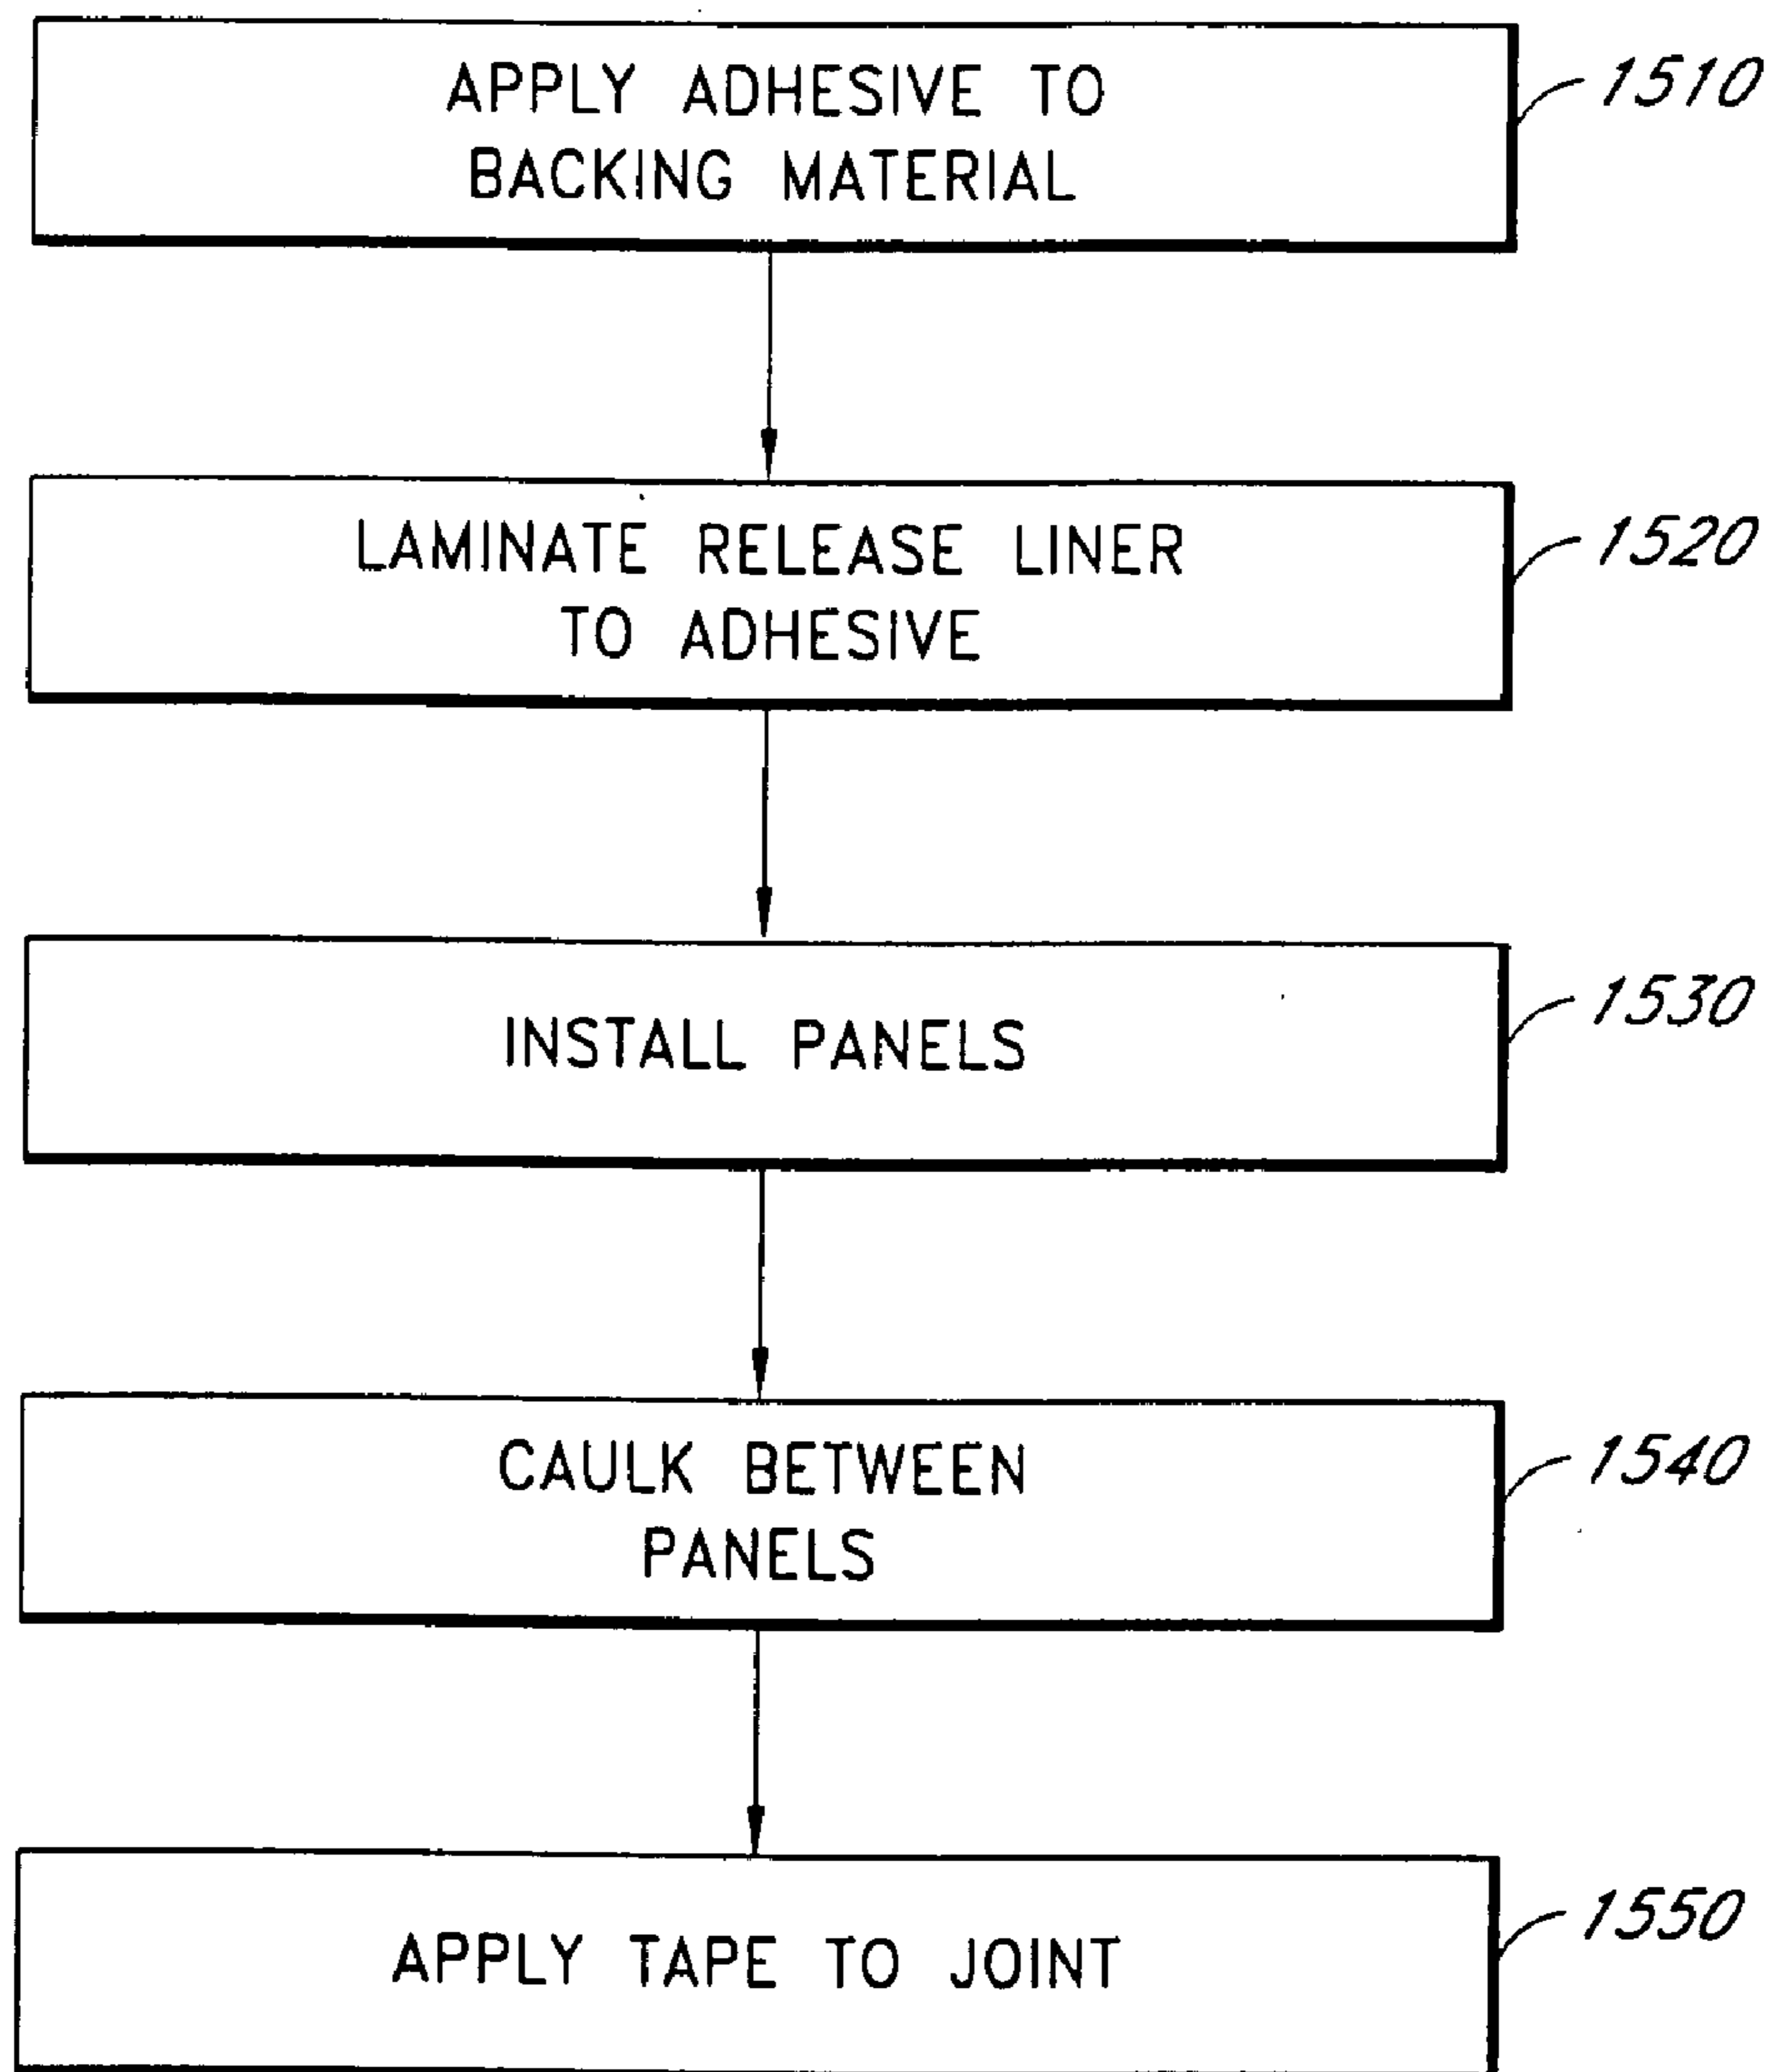 APPLY ADHESIVE TO
BACKING MATERIAL
1510
LAMINATE RELEASE LINER
TO ADHESIVE
1520
INSTALL PANELS
1530
CAULK BETWEEN
PANELS
1540
APPLY TAPE TO JOINT
1550